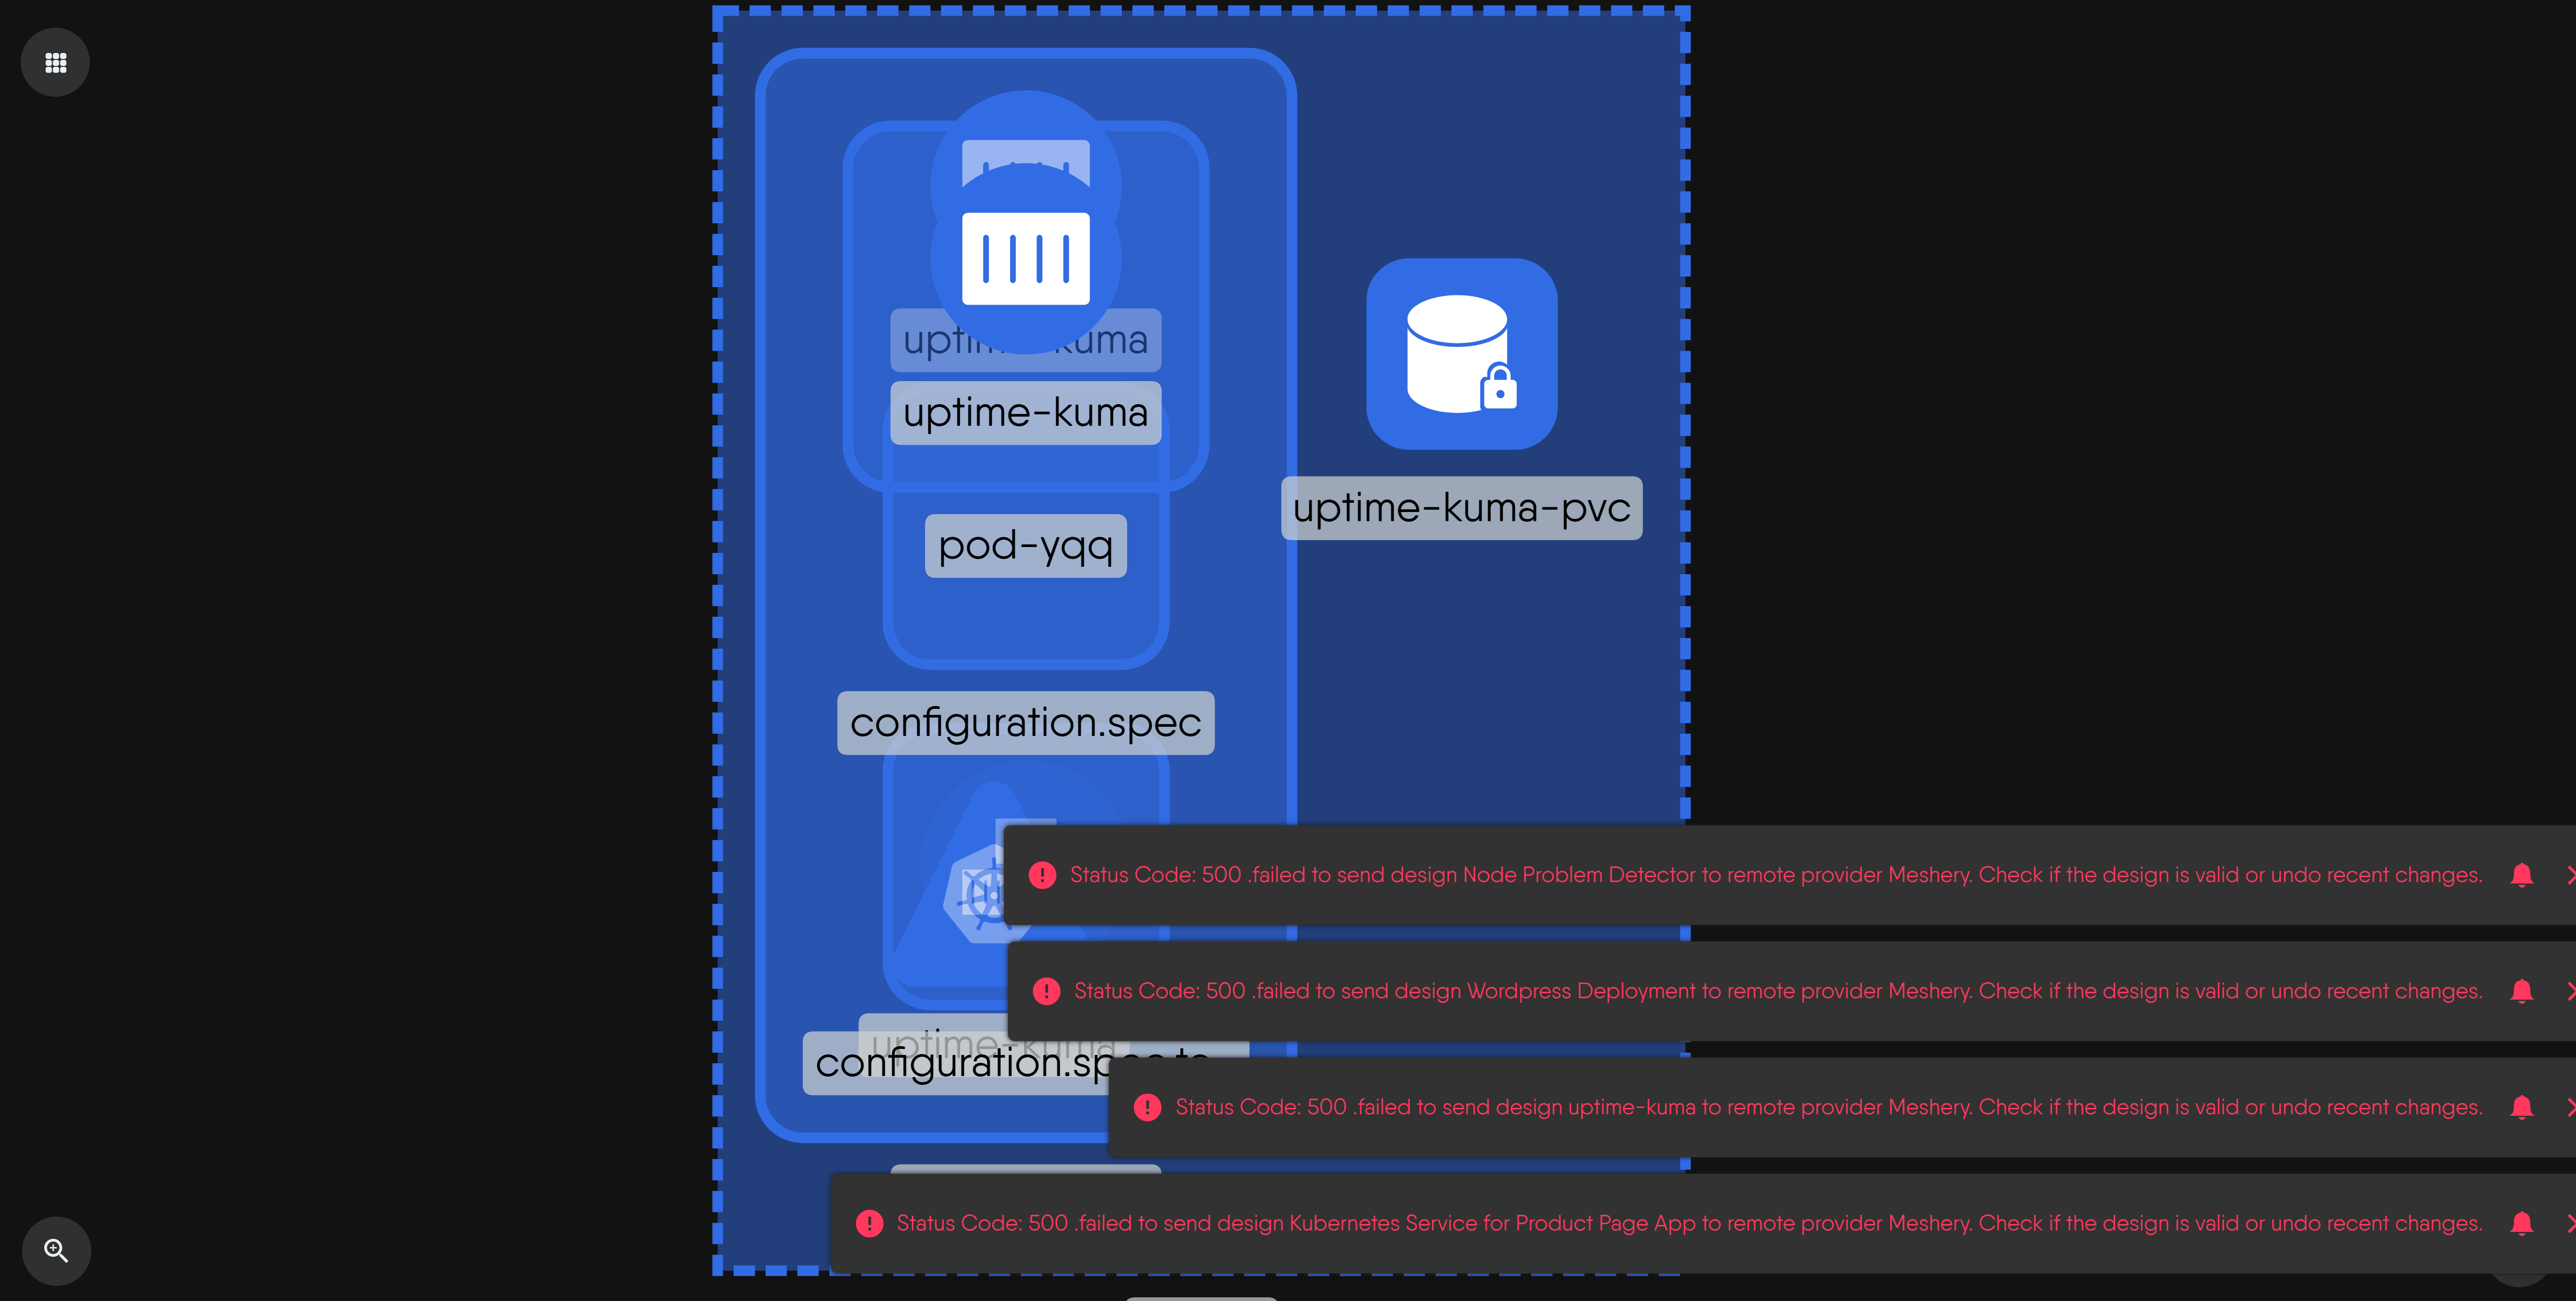 uptime-kuma
uptime-kuma
uptime-kuma-pvc
pod-yqq
configuration.spec
Status Code: 500 .failed to send design Node Problem Detector to remote provider Meshery. Check if the design is valid or undo recent changes.
Status Code: 500 .failed to send design Wordpress Deployment to remote provider Meshery. Check if the design is valid or undo recent changes.
uptime-kuma
Status Code: 500 .failed to send design uptime-kuma to remote provider Meshery. Check if the design is valid or undo recent changes.
Status Code: 500 .failed to send design Kubernetes Service for Product Page App to remote provider Meshery. Check if the design is valid or undo recent changes.